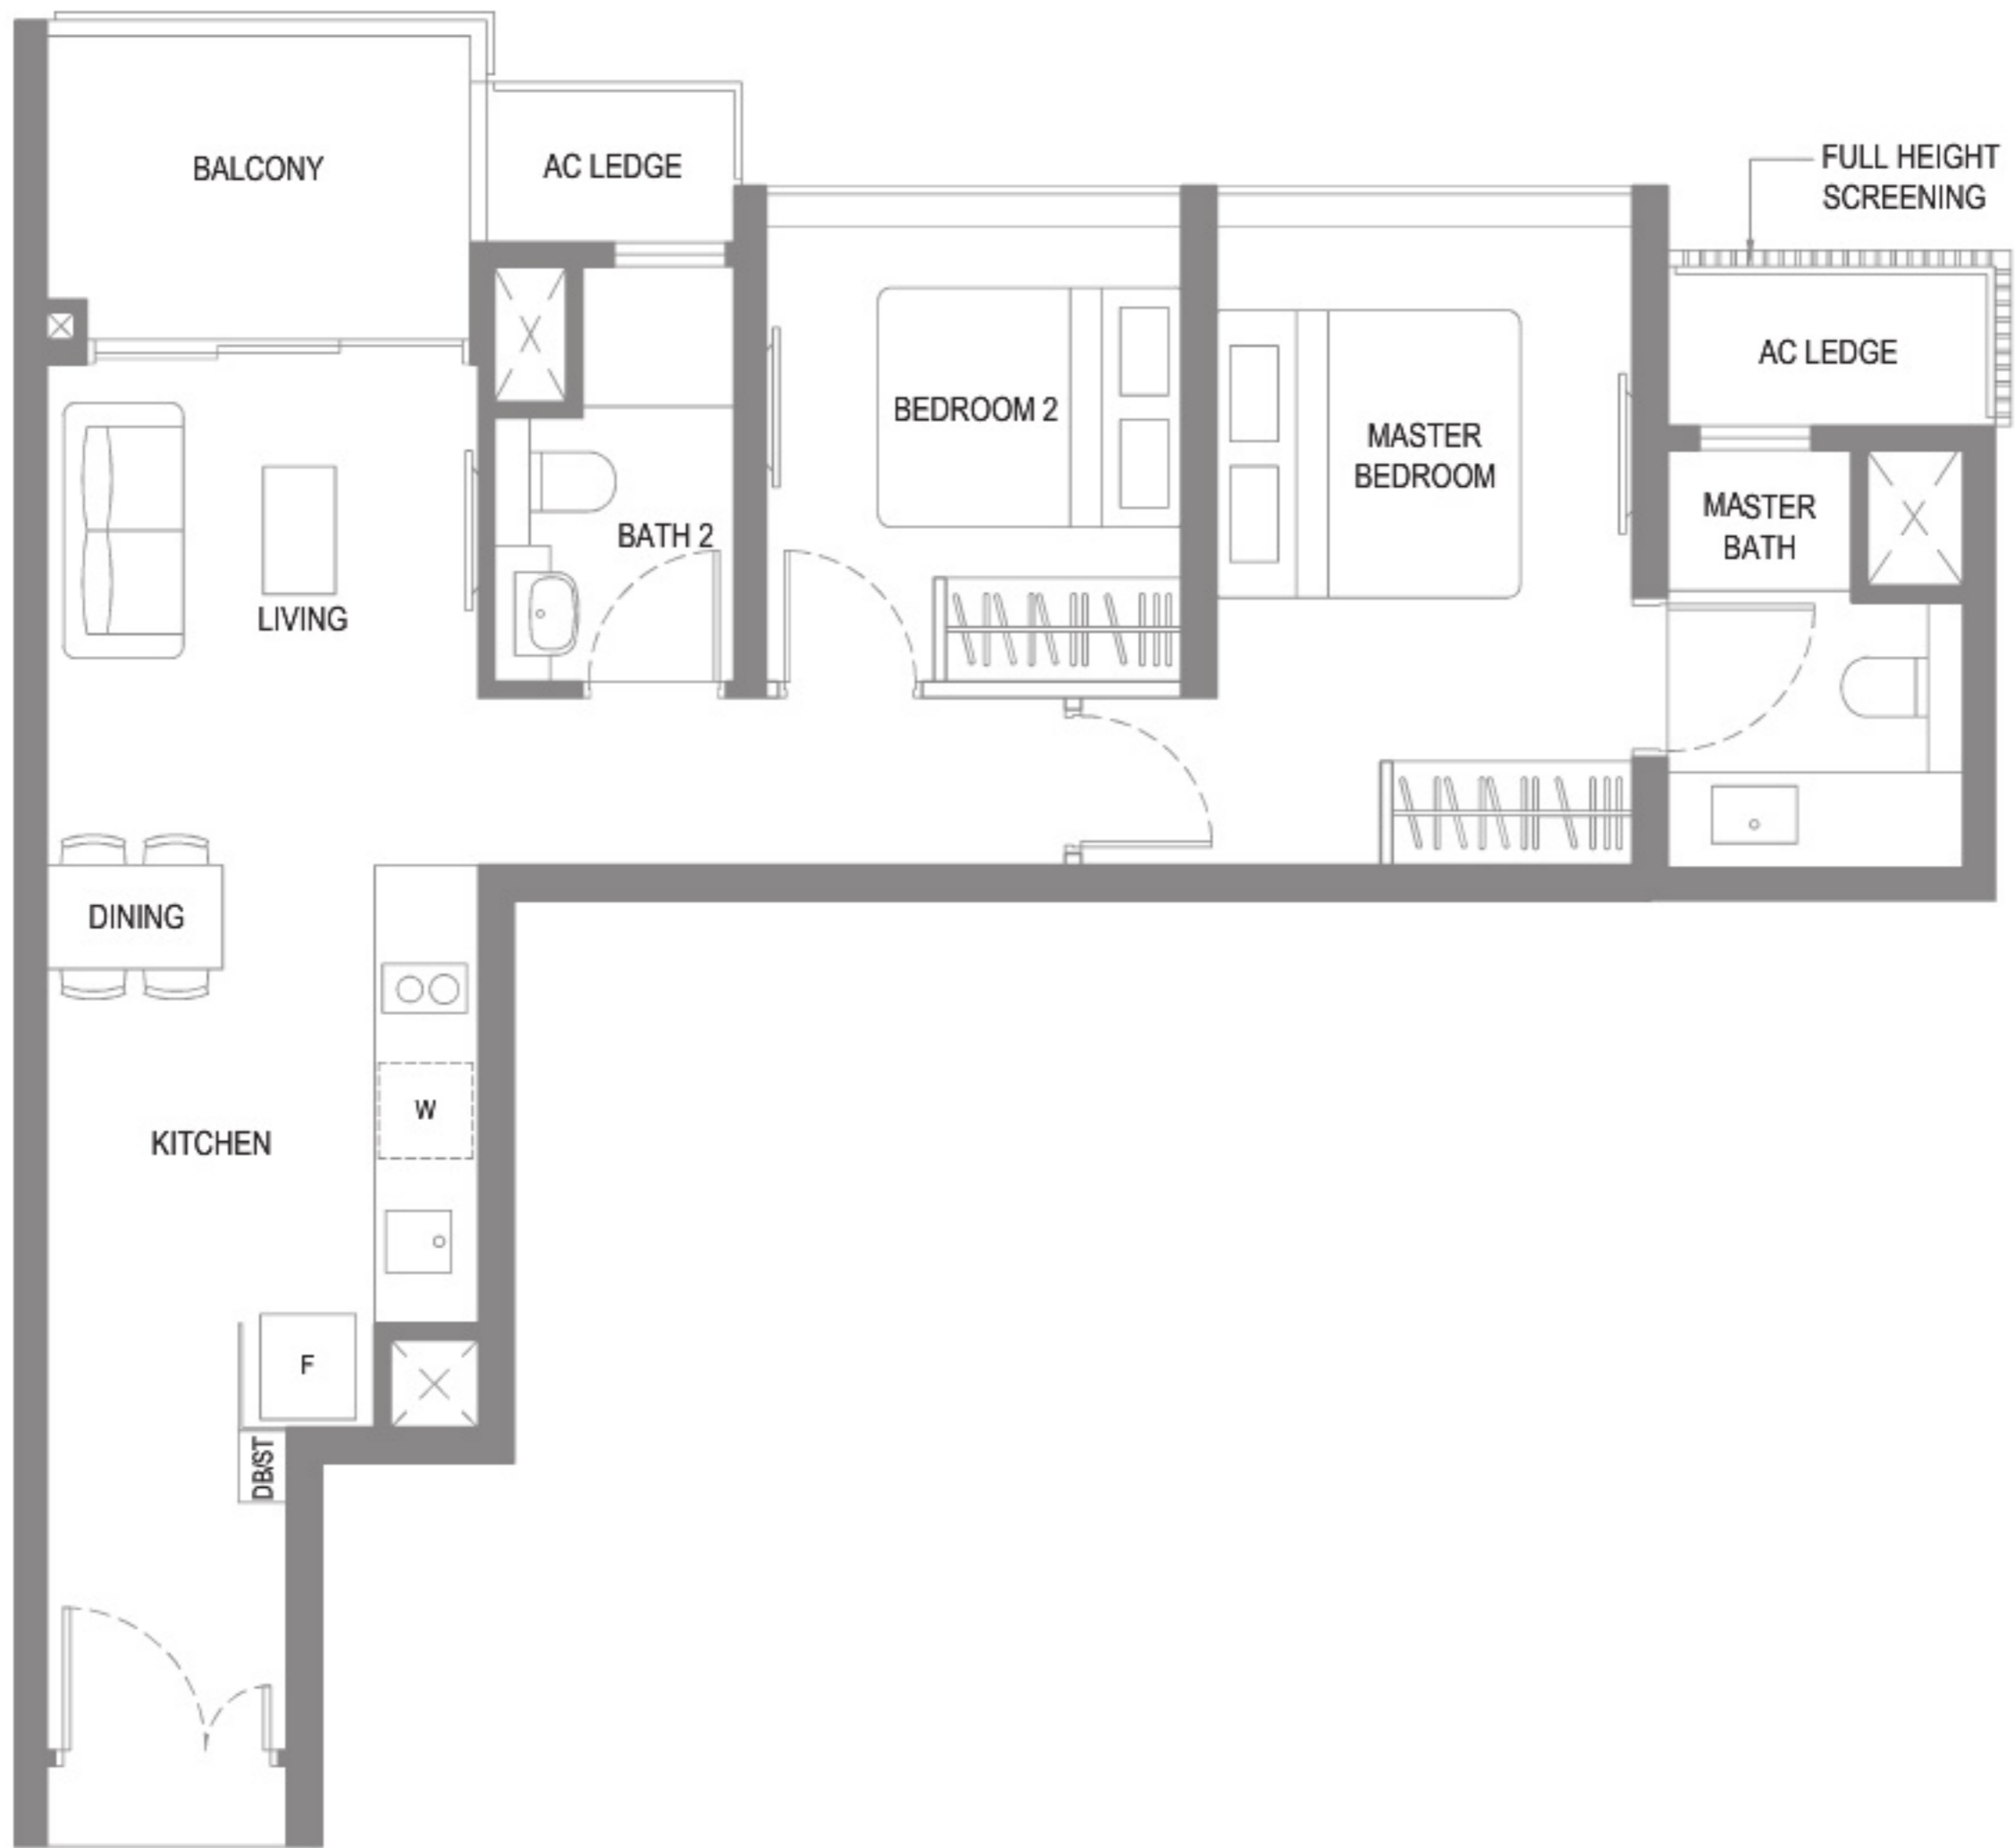 BALCONY
AC LEDGE
FULL HEIGHT
SCREENING
AC LEDGE
BEDROOM 2
MASTER
BEDROOM
MASTER
BATH
BATH 2
LIVING
DINING
W
KITCHEN
F
DB/ST